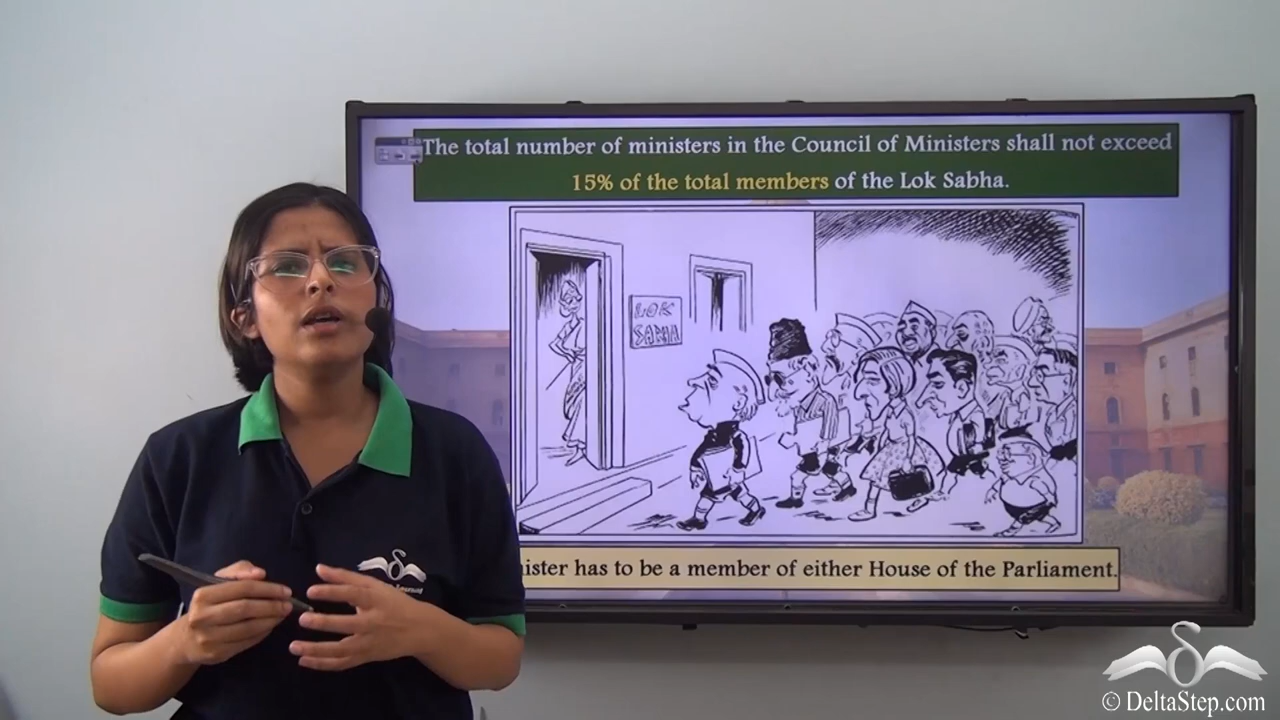 The total number of ministers in the Council of Ministers shall not exceed
15% of the total members of the Lok Sabha.
LOK
SABHA
has to be a member of either House of the Parliament.
© DeltaStep.com